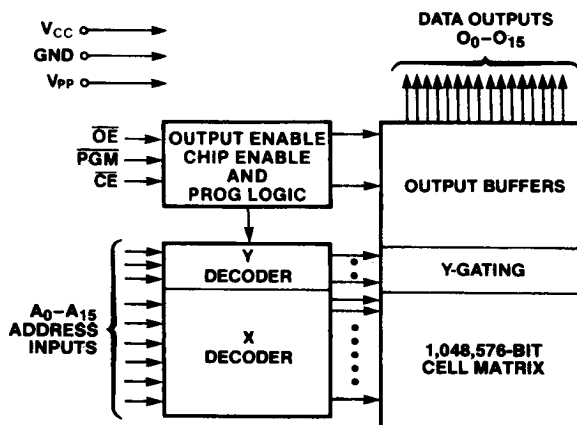 VCC
GND
VPP
DATA OUTPUTS
O0–O15
OE
PGM
CE
OUTPUT ENABLE
CHIP ENABLE
AND
PROG LOGIC
OUTPUT BUFFERS
Y
DECODER
Y-GATING
A0–A15
ADDRESS
INPUTS
X
DECODER
1,048,576-BIT
CELL MATRIX